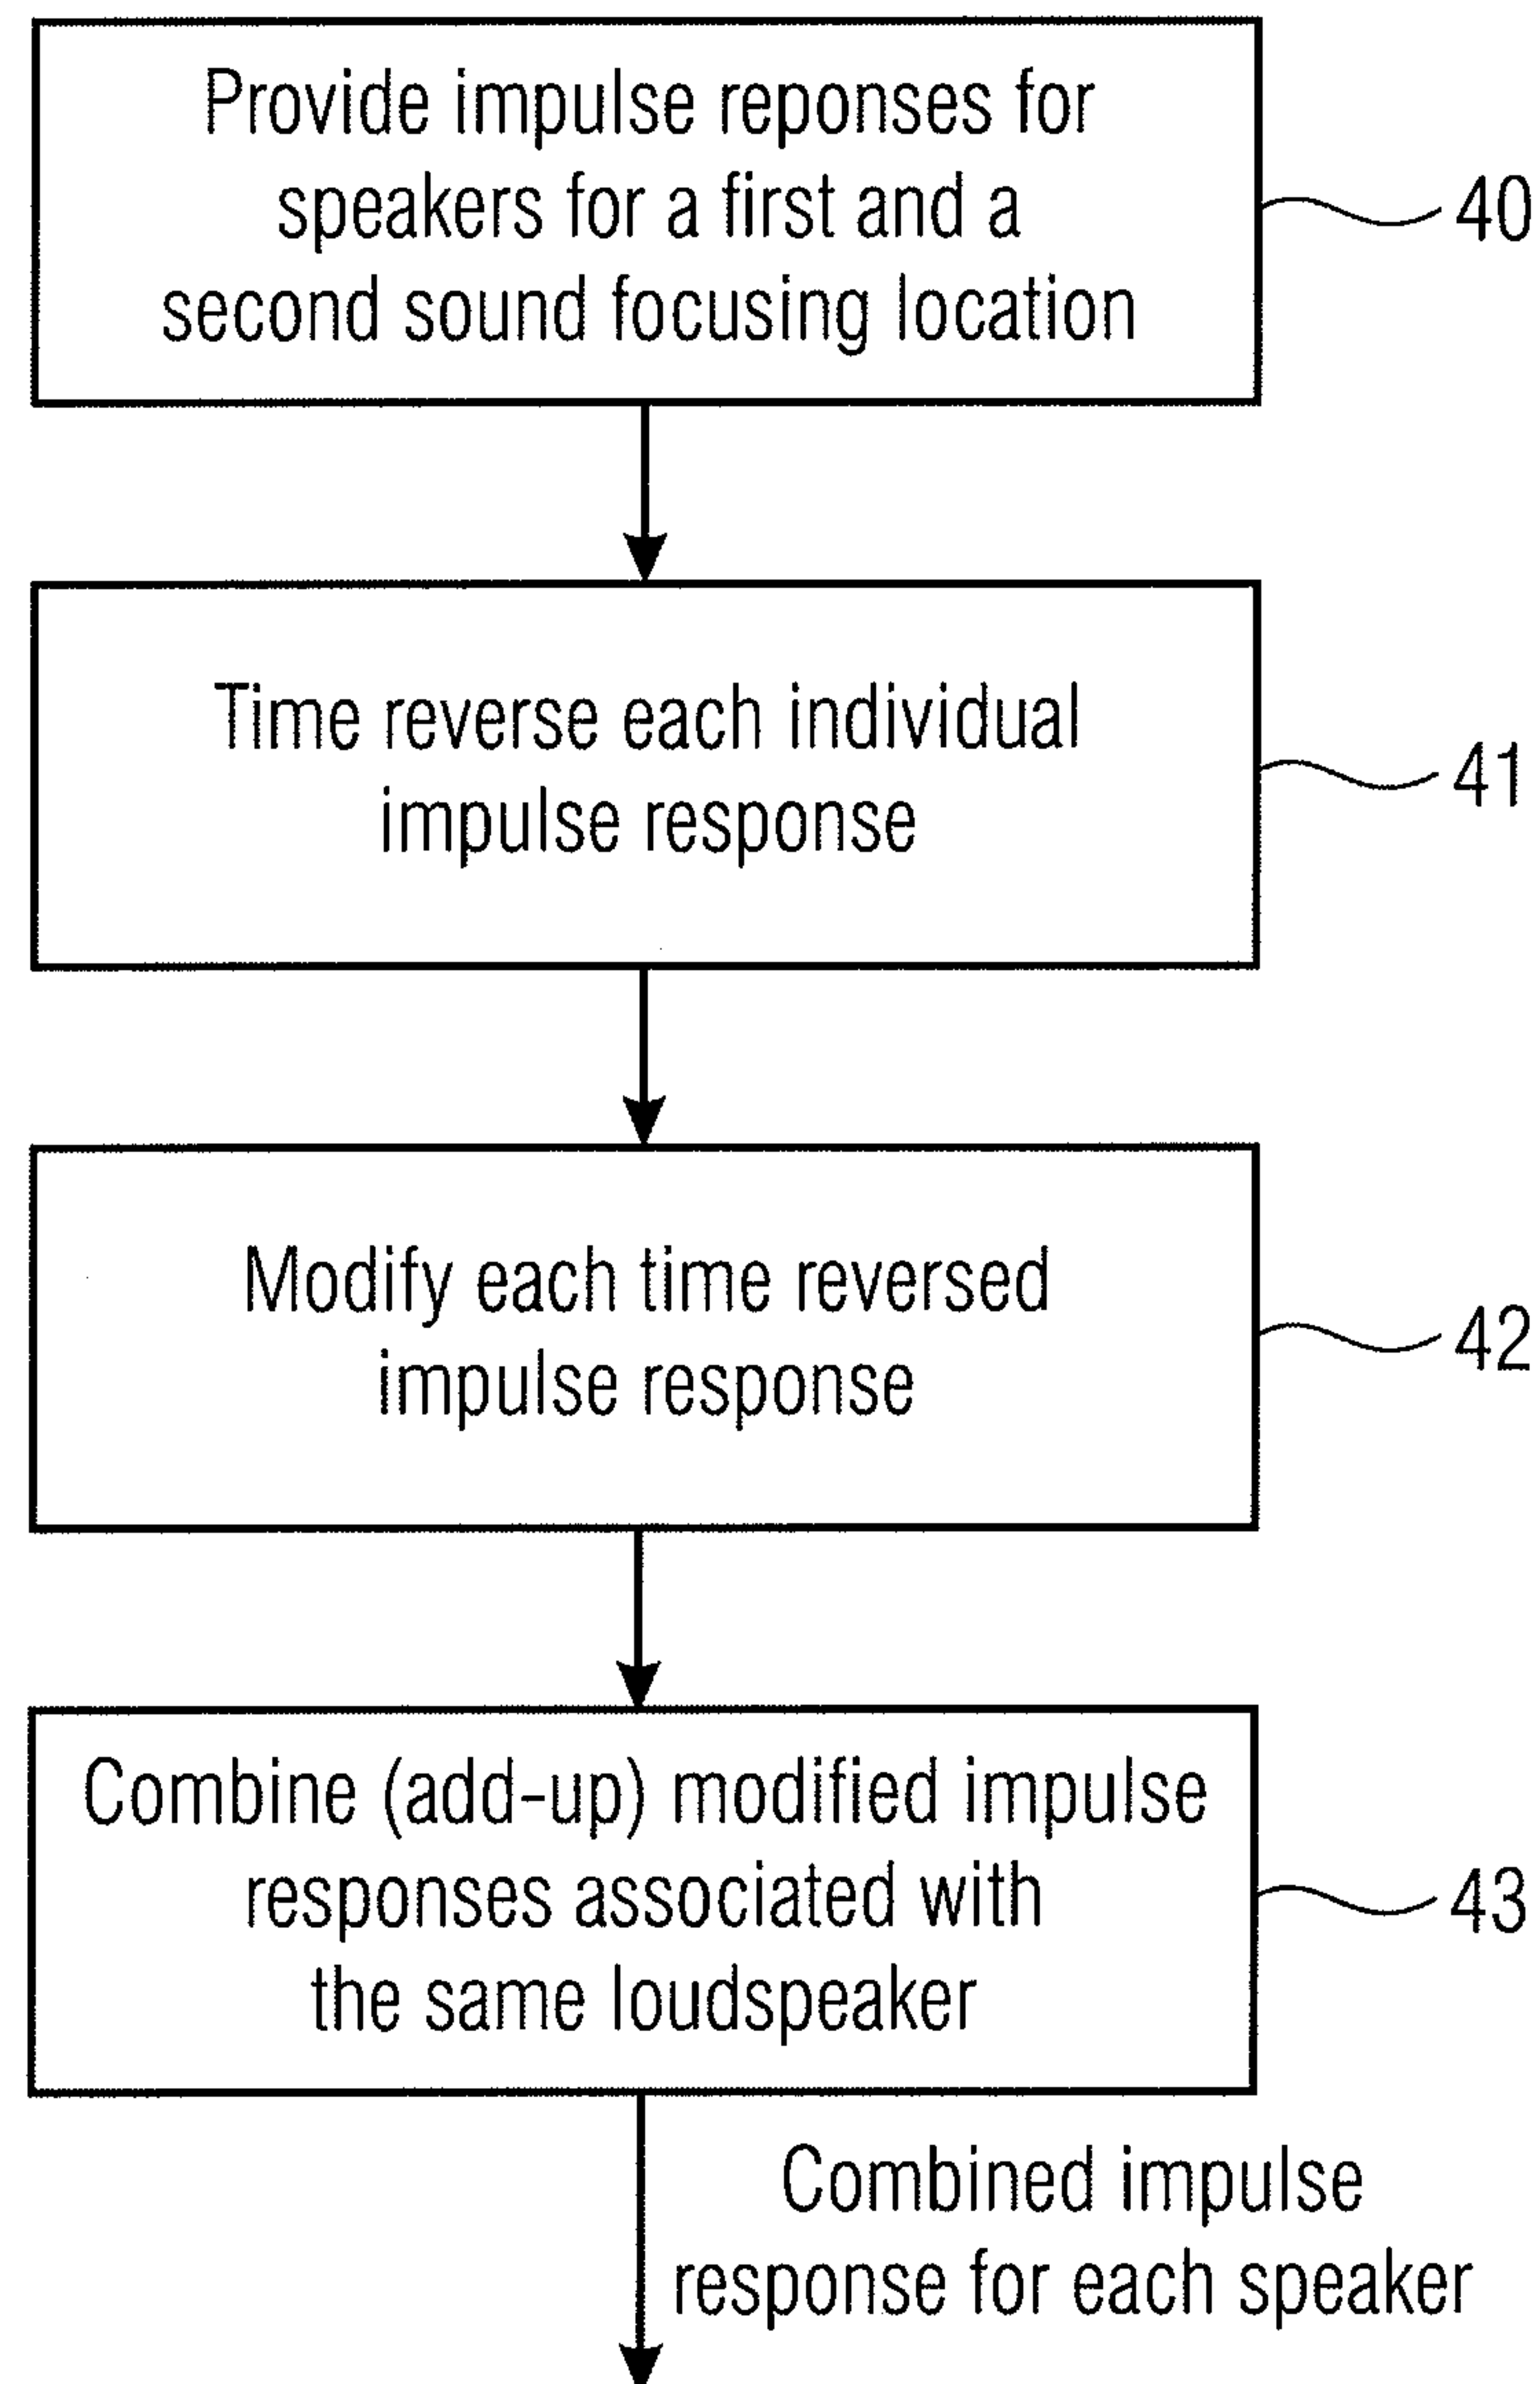 Provide impulse reponses for
speakers for a first and a
second sound focusing location
40
Time reverse each individual
impulse response
41
Modify each time reversed
impulse response
42
Combine (add-up) modified impulse
responses associated with
the same loudspeaker
43
Combined impulse
response for each speaker